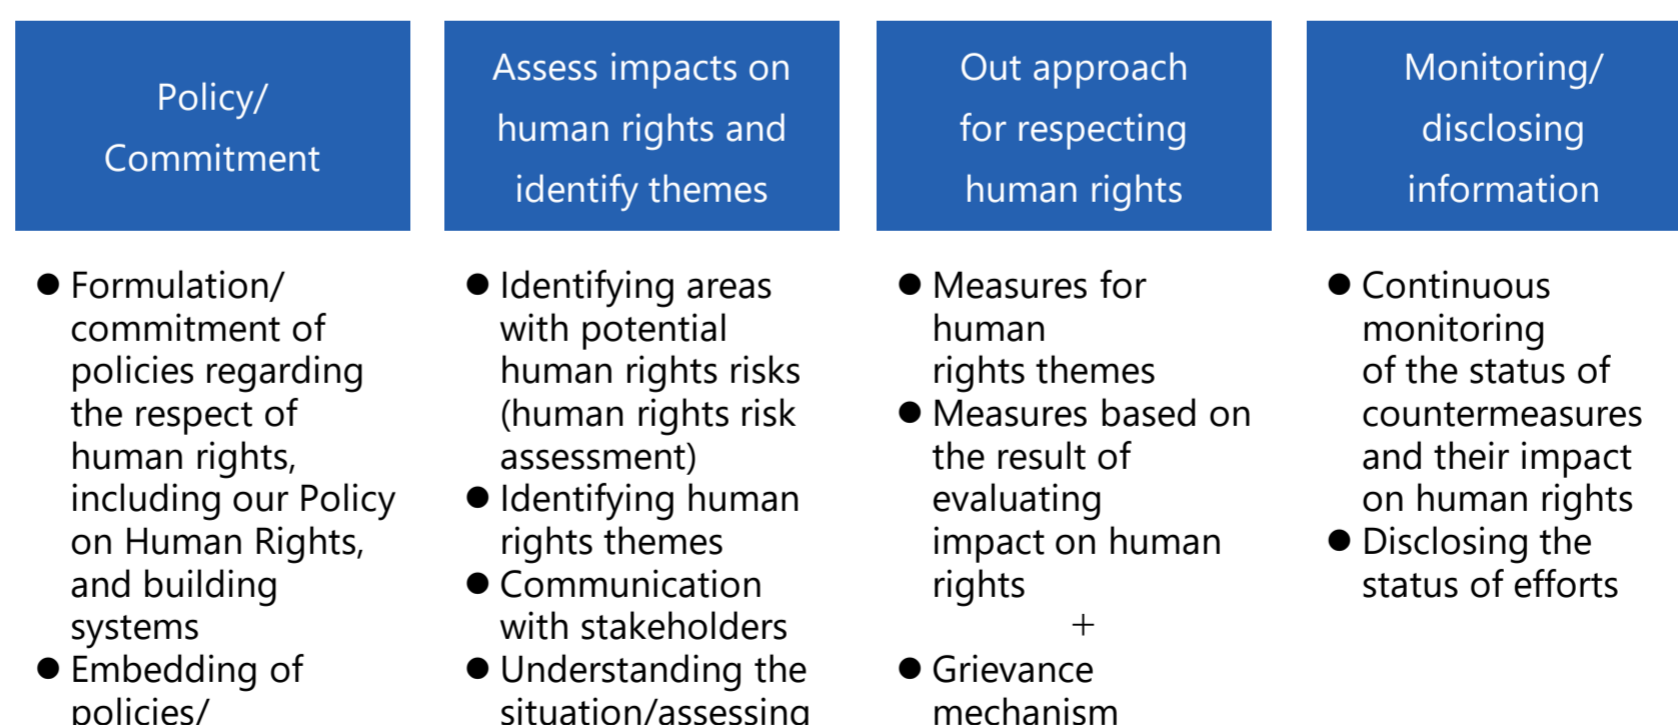 Policy/
Commitment
Assess impacts on
human rights and
identify themes
Out approach
for respecting
human rights
Monitoring/
disclosing
information
● Formulation/
commitment of
policies regarding
the respect of
human rights,
including our Policy
on Human Rights,
and building
systems
● Embedding of
policies/
● Identifying areas
with potential
human rights risks
(human rights risk
assessment)
● Identifying human
rights themes
● Communication
with stakeholders
● Understanding the
situation/assessing
● Measures for
human
rights themes
● Measures based on
the result of
evaluating
impact on human
rights
+
● Grievance
mechanism
● Continuous
monitoring
of the status of
countermeasures
and their impact
on human rights
● Disclosing the
status of efforts